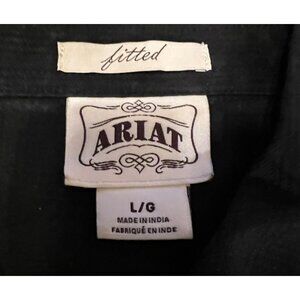 fitted
ARIAT
L/G
MADE IN INDIA
FABRIQUÉ EN INDE